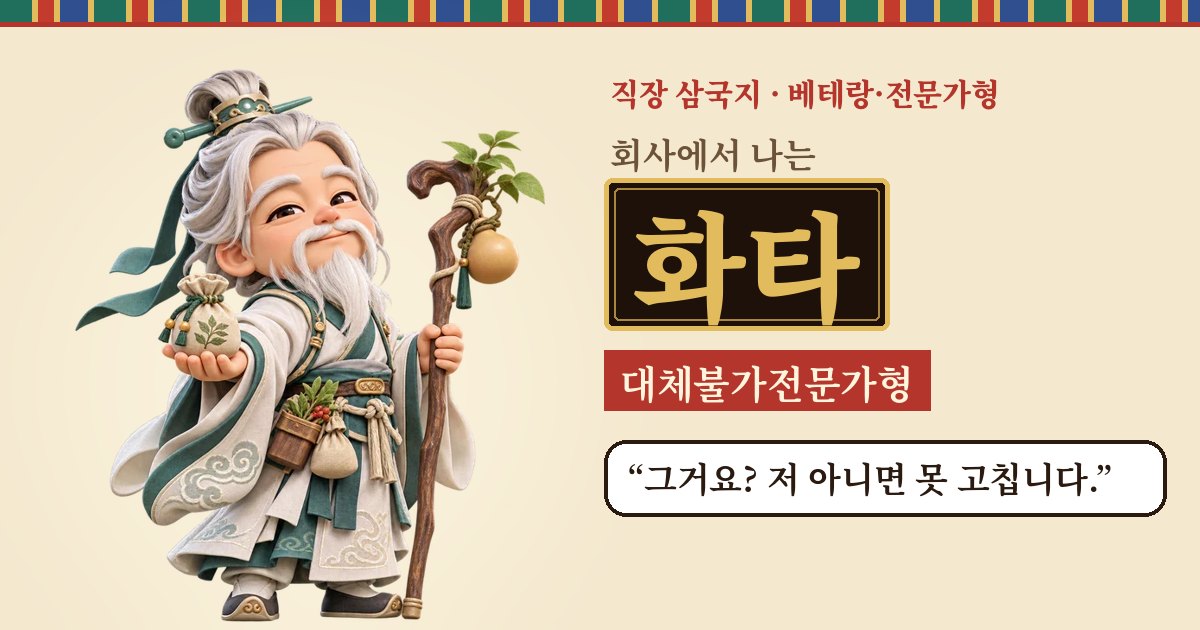 직장 삼국지 · 베테랑·전문가형
회사에서 나는
화타
대체불가전문가형
“그거요? 저 아니면 못 고칩니다.”